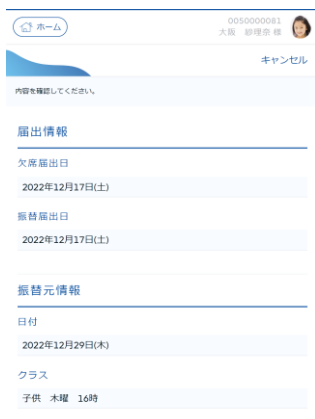 ホーム
0050000081
大阪 紗理奈 様
キャンセル
内容を確認してください。
届出情報
欠席届出日
2022年12月17日(土)
振替届出日
2022年12月17日(土)
振替元情報
日付
2022年12月29日(木)
クラス
子供 木曜 16時